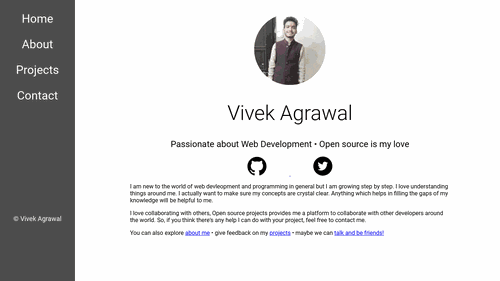 Home
About
Projects
Contact
© Vivek Agrawal
Vivek Agrawal
Passionate about Web Development • Open source is my love
I am new to the world of web devleopment and programming in general but I am growing step by step. I love understanding
things around me. I actually want to make sure my concepts are crystal clear. Anything which helps in filling the gaps of my
knowledge will be helpful to me.
I love collaborating with others, Open source projects provides me a platform to collaborate with other developers around
the world. So, if you think there's any help I can do with your project, feel free to contact me.
You can also explore about me • give feedback on my projects • maybe we can talk and be friends!